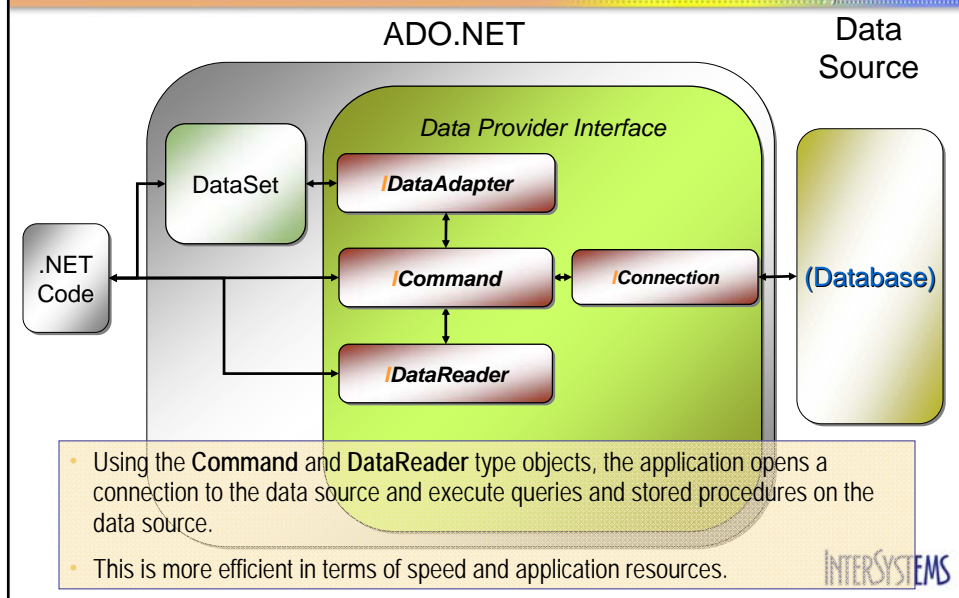 ADO.NET
Data
Source
Data Provider Interface
DataSet
IDataAdapter
.NET
Code
ICommand
IConnection
(Database)
IDataReader
• Using the Command and DataReader type objects, the application opens a
connection to the data source and execute queries and stored procedures on the
data source.
• This is more efficient in terms of speed and application resources.
INTERSYSTEMS